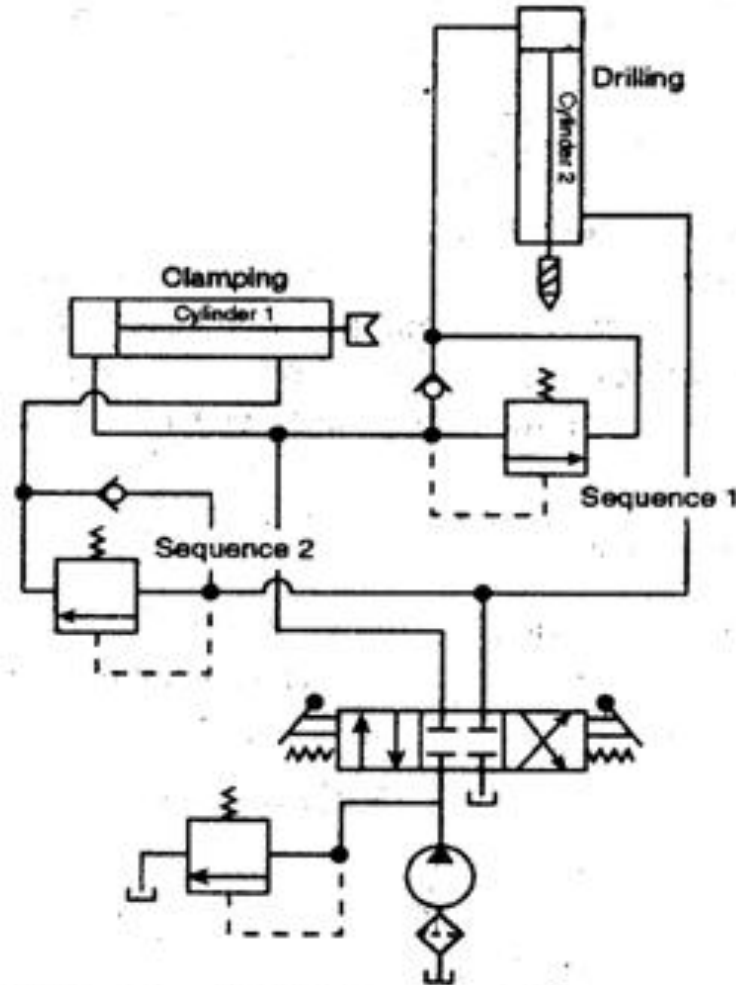 Drilling
Cylinder 2
Clamping
Cylinder 1
Sequence 1
Sequence 2